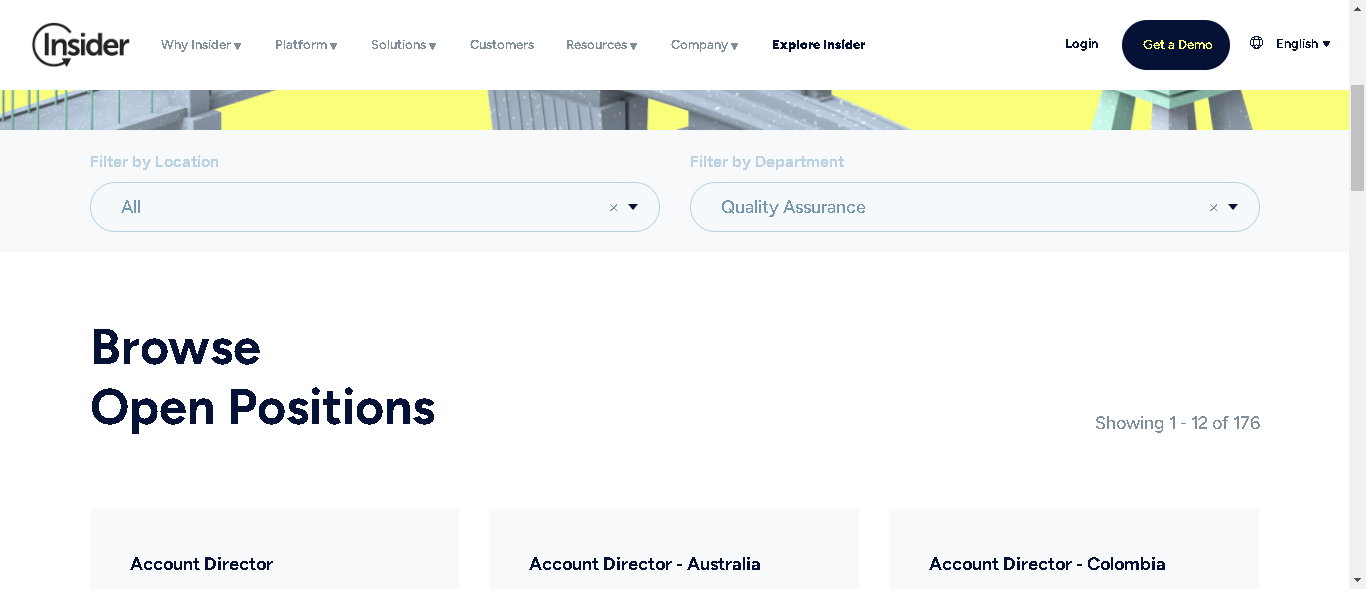 Insider
Why Insider ▾ Platform ▾ Solutions ▾ Customers Resources ▾ Company ▾ Explore Insider Login Get a Demo English ▾
Filter by Location Filter by Department
All × Quality Assurance ×
Browse
Open Positions
Showing 1 - 12 of 176
Account Director Account Director - Australia Account Director - Colombia